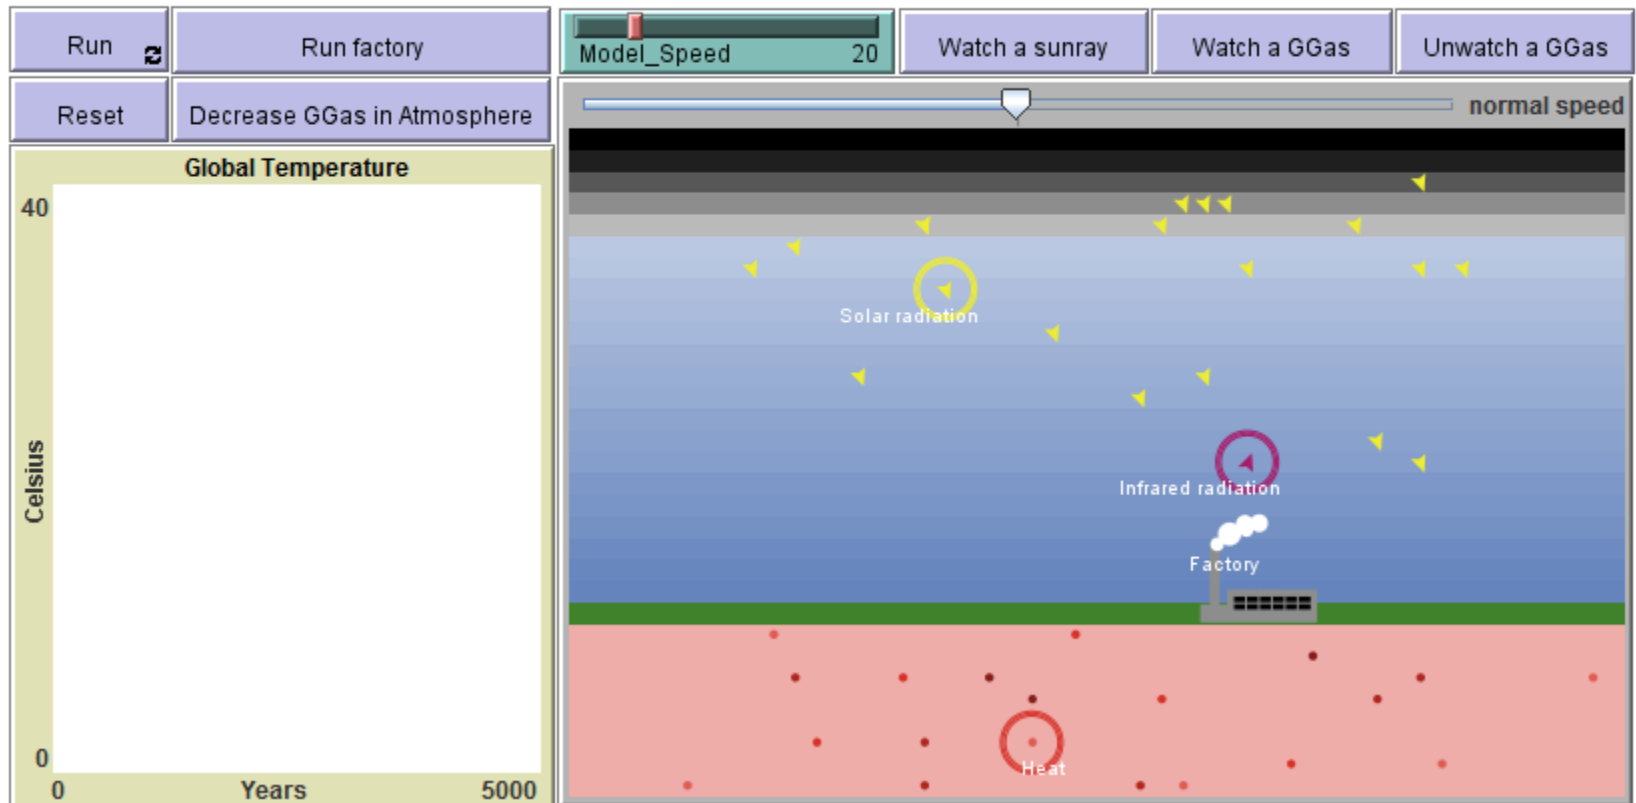 Run
Run factory
Model_Speed 20
Watch a sunray
Watch a GGas
Unwatch a GGas
Reset
Decrease GGas in Atmosphere
normal speed
Global Temperature
40
Celsius
0
0 Years 5000
Solar radiation
Infrared radiation
Factory
Heat